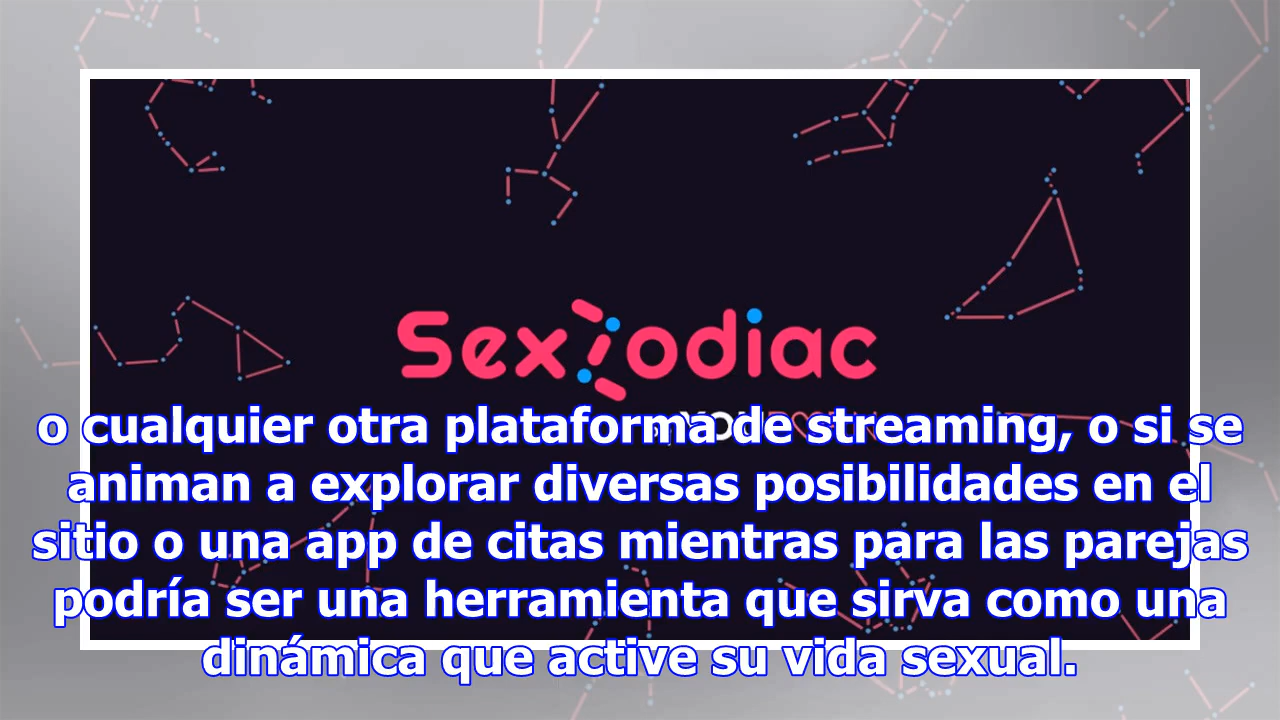 SexZodiac
o cualquier otra plataforma de streaming, o si se
animan a explorar diversas posibilidades en el
sitio o una app de citas mientras para las parejas
podría ser una herramienta que sirva como una
dinámica que active su vida sexual.